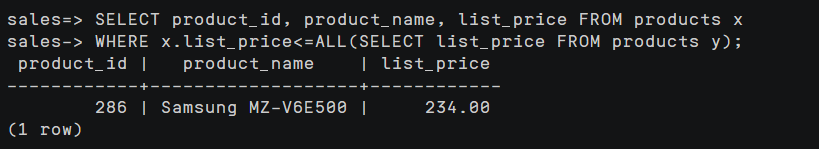 sales=> SELECT product_id, product_name, list_price FROM products x
sales-> WHERE x.list_price<=ALL(SELECT list_price FROM products y);
 product_id |   product_name    | list_price
------------+-------------------+------------
        286 | Samsung MZ-V6E500 |     234.00
(1 row)